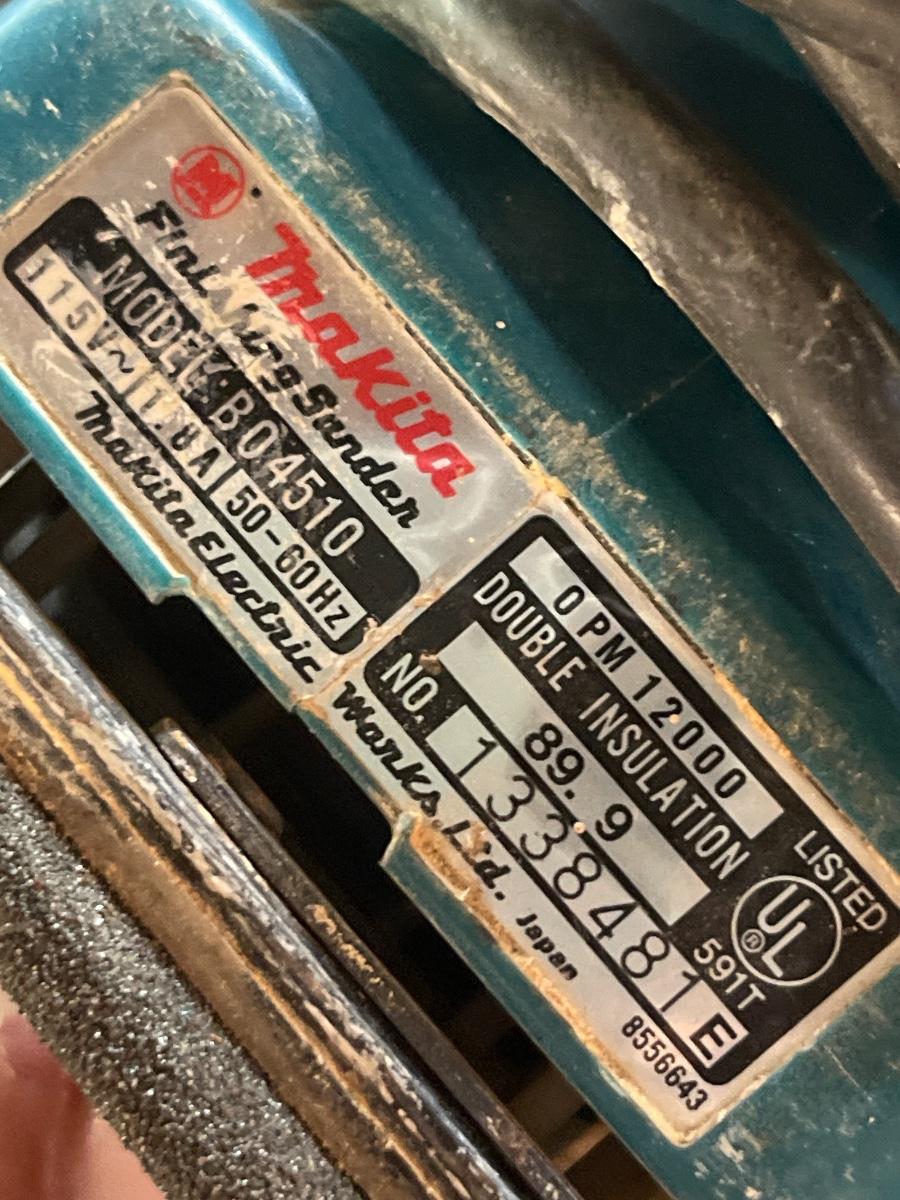 makita
Finishing Sander
MODEL BO4510
115V~ 1.8A 50-60Hz
Makita Electric Works, Ltd. Japan
OPM 12000
DOUBLE INSULATION
89. 9
NO. 1338481 E
LISTED
UL ®
591T
8556643